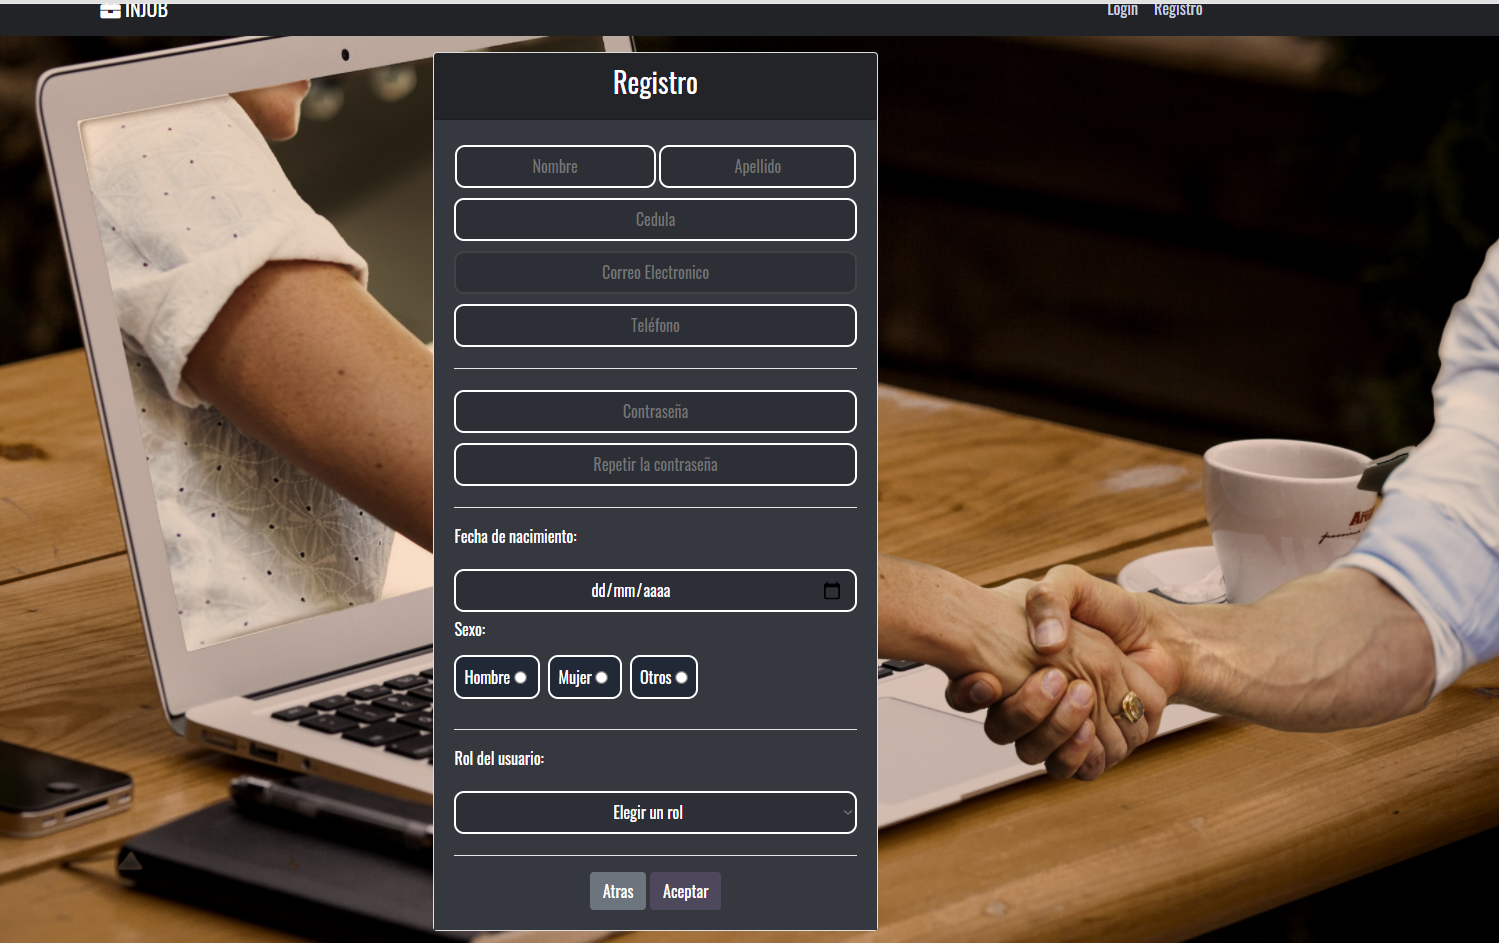 INJOB
Login Registro
Registro
Nombre Apellido
Cedula
Correo Electronico
Teléfono
Contraseña
Repetir la contraseña
Fecha de nacimiento:
dd/mm/aaaa
Sexo:
Hombre Mujer Otros
Rol del usuario:
Elegir un rol
Atras Aceptar